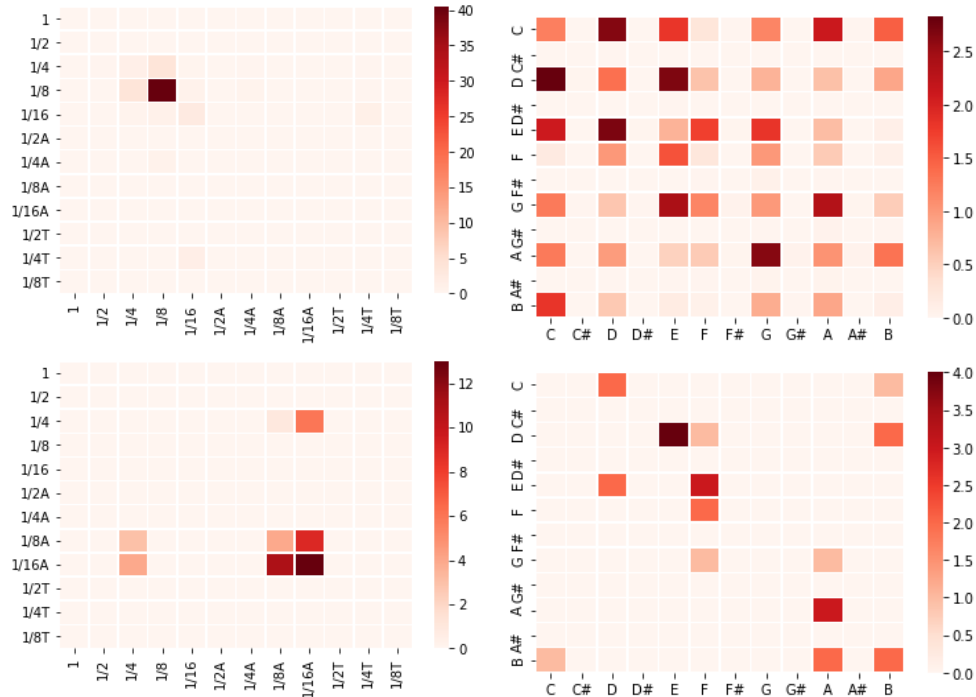 1
1/2
1/4
1/8
1/16
1/2A
1/4A
1/8A
1/16A
1/2T
1/4T
1/8T
1 1/2 1/4 1/8 1/16 1/2A 1/4A 1/8A 1/16A 1/2T 1/4T 1/8T
40
35
30
25
20
15
10
5
0
C
C#
D
D#
E
F
F#
G
G#
A
A#
B
C C# D D# E F F# G G# A A# B
2.5
2.0
1.5
1.0
0.5
0.0
1
1/2
1/4
1/8
1/16
1/2A
1/4A
1/8A
1/16A
1/2T
1/4T
1/8T
1 1/2 1/4 1/8 1/16 1/2A 1/4A 1/8A 1/16A 1/2T 1/4T 1/8T
12
10
8
6
4
2
0
C
C#
D
D#
E
F
F#
G
G#
A
A#
B
C C# D D# E F F# G G# A A# B
4.0
3.5
3.0
2.5
2.0
1.5
1.0
0.5
0.0